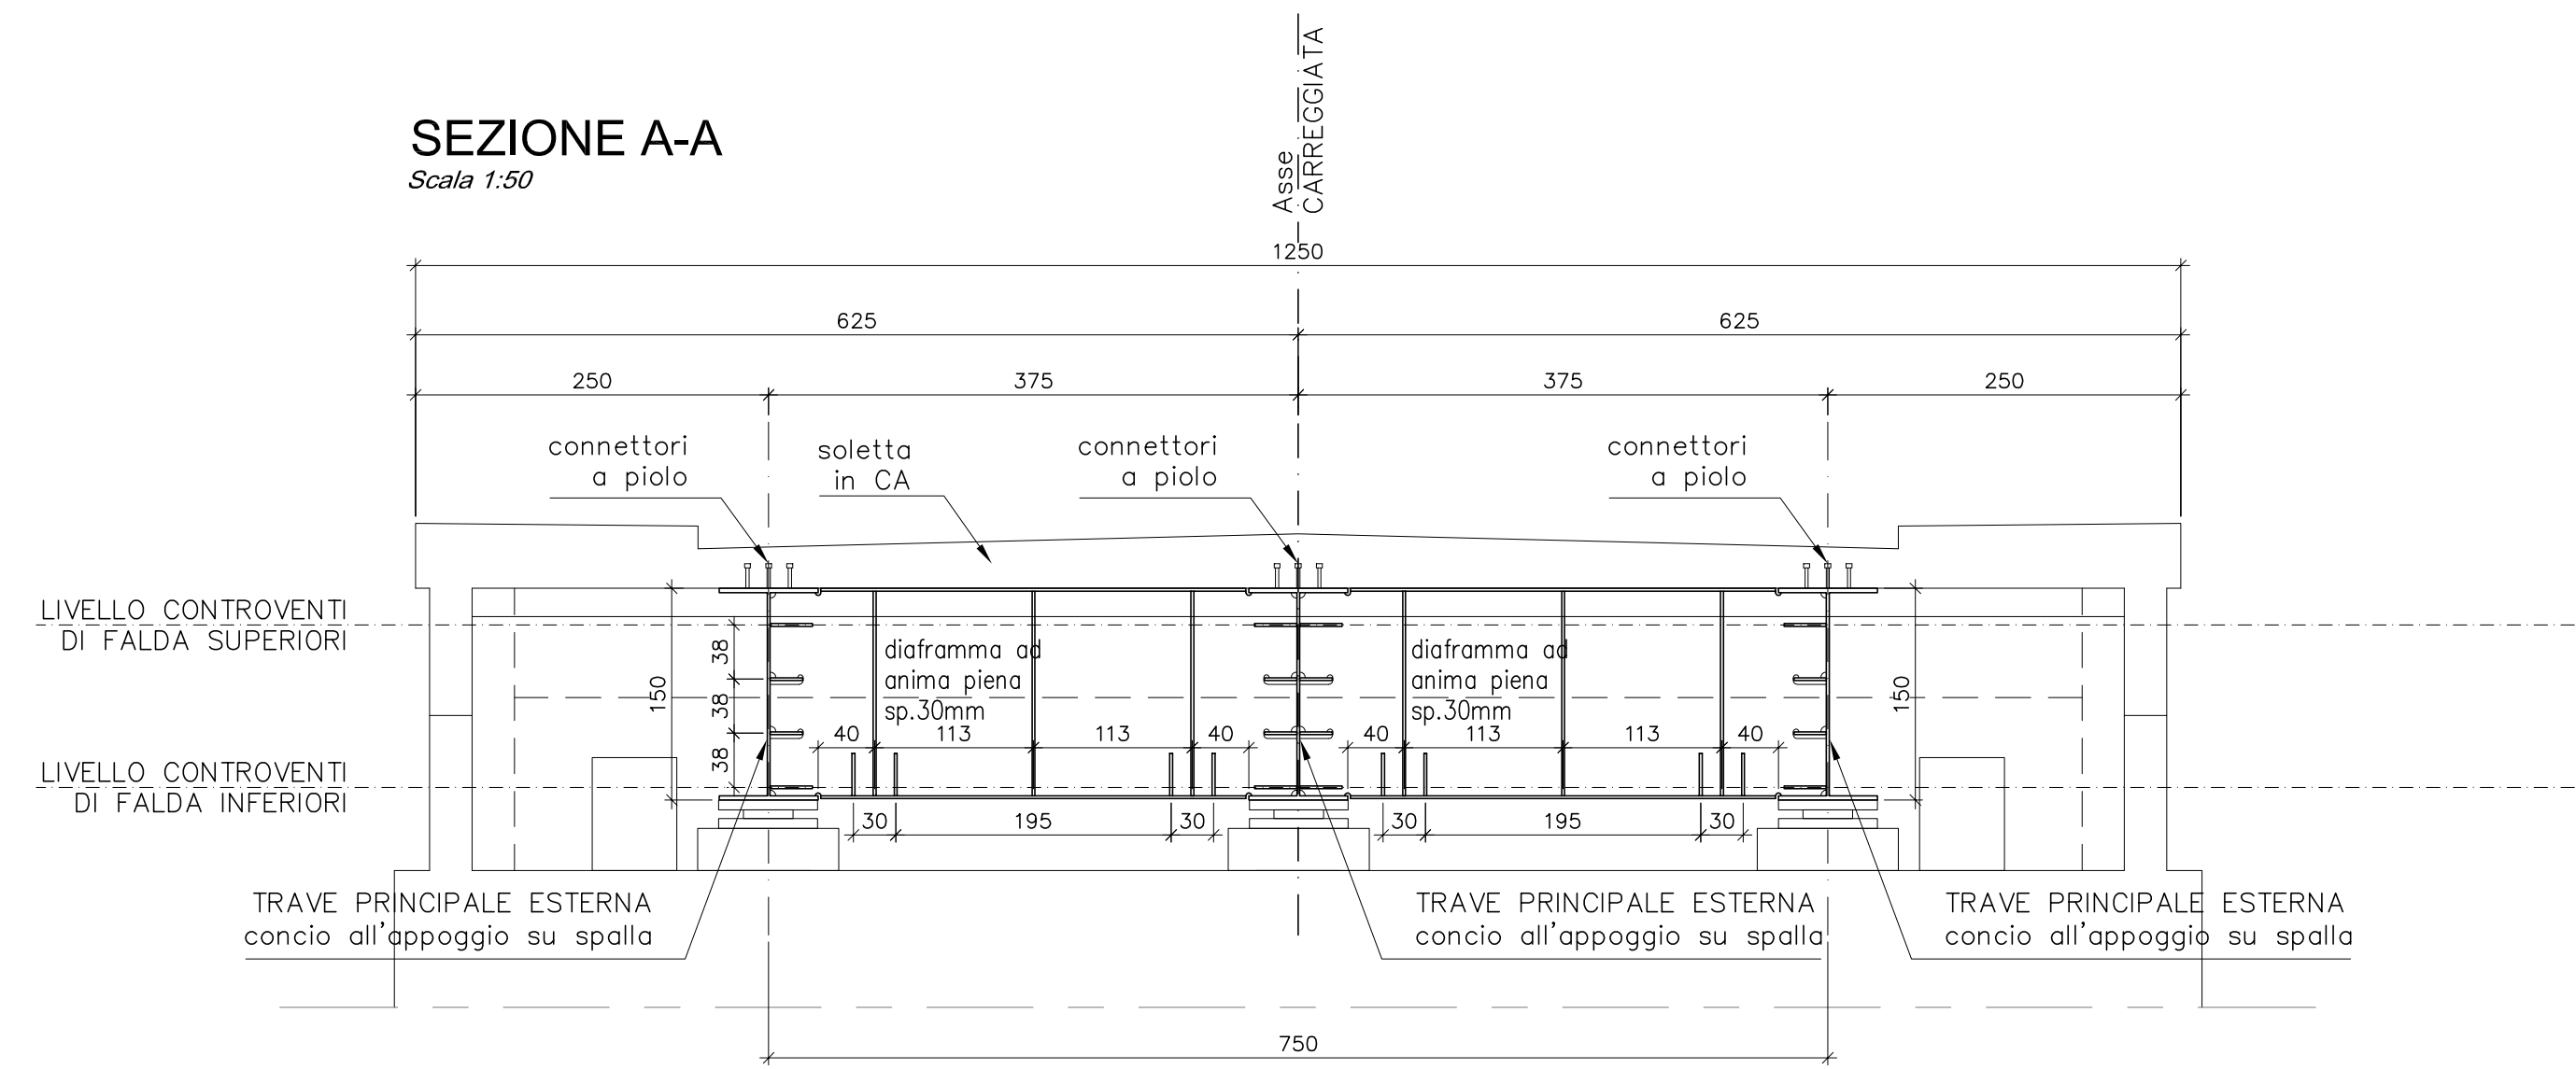 Asse
CARREGGIATA
SEZIONE A-A
Scala 1:50
1250
625
625
250
375
375
250
connettori
a piolo
soletta
in CA
connettori
a piolo
connettori
a piolo
LIVELLO CONTROVENTI
DI FALDA SUPERIORI
38
38
38
150
diaframma ad
anima piena
sp.30mm
diaframma ad
anima piena
sp.30mm
150
40
113
113
40
40
113
113
40
LIVELLO CONTROVENTI
DI FALDA INFERIORI
30
195
30
30
195
30
TRAVE PRINCIPALE ESTERNA
concio all'appoggio su spalla
TRAVE PRINCIPALE ESTERNA
concio all'appoggio su spalla
TRAVE PRINCIPALE ESTERNA
concio all'appoggio su spalla
750